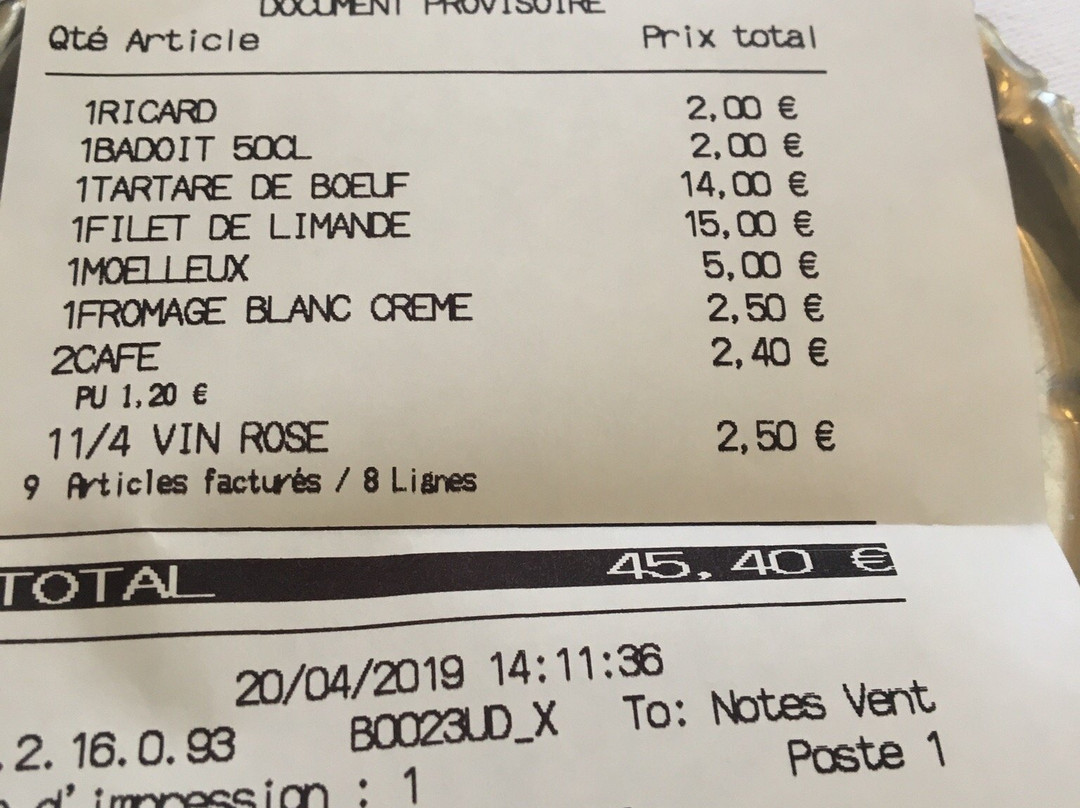 DOCUMENT PROVISOIRE
Qté Article Prix total
1RICARD 2,00 €
1BADOIT 50CL 2,00 €
1TARTARE DE BOEUF 14,00 €
1FILET DE LIMANDE 15,00 €
1MOELLEUX 5,00 €
1FROMAGE BLANC CREME 2,50 €
2CAFE 2,40 €
PU 1,20 €
11/4 VIN ROSE 2,50 €
9 Articles facturés / 8 Lignes
TOTAL 45,40 €
20/04/2019 14:11:36
.2.16.0.93 B0023UD_X To: Notes Vent
Poste 1
d'impression : 1